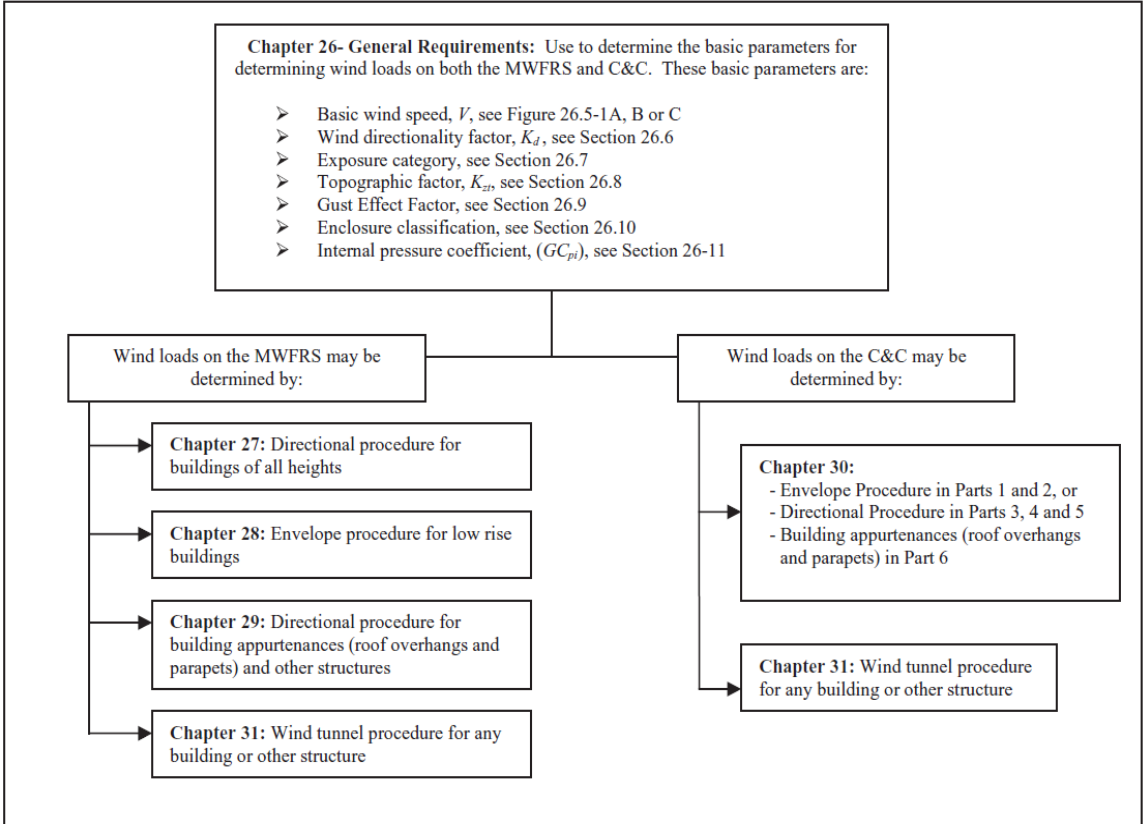 Chapter 26- General Requirements: Use to determine the basic parameters for
determining wind loads on both the MWFRS and C&C. These basic parameters are:
➢ Basic wind speed, V, see Figure 26.5-1A, B or C
➢ Wind directionality factor, Kd, see Section 26.6
➢ Exposure category, see Section 26.7
➢ Topographic factor, Kzt, see Section 26.8
➢ Gust Effect Factor, see Section 26.9
➢ Enclosure classification, see Section 26.10
➢ Internal pressure coefficient, (GCpi), see Section 26-11
Wind loads on the MWFRS may be
determined by:
Chapter 27: Directional procedure for
buildings of all heights
Chapter 28: Envelope procedure for low rise
buildings
Chapter 29: Directional procedure for
building appurtenances (roof overhangs and
parapets) and other structures
Chapter 31: Wind tunnel procedure for any
building or other structure
Wind loads on the C&C may be
determined by:
Chapter 30:
- Envelope Procedure in Parts 1 and 2, or
- Directional Procedure in Parts 3, 4 and 5
- Building appurtenances (roof overhangs
and parapets) in Part 6
Chapter 31: Wind tunnel procedure
for any building or other structure